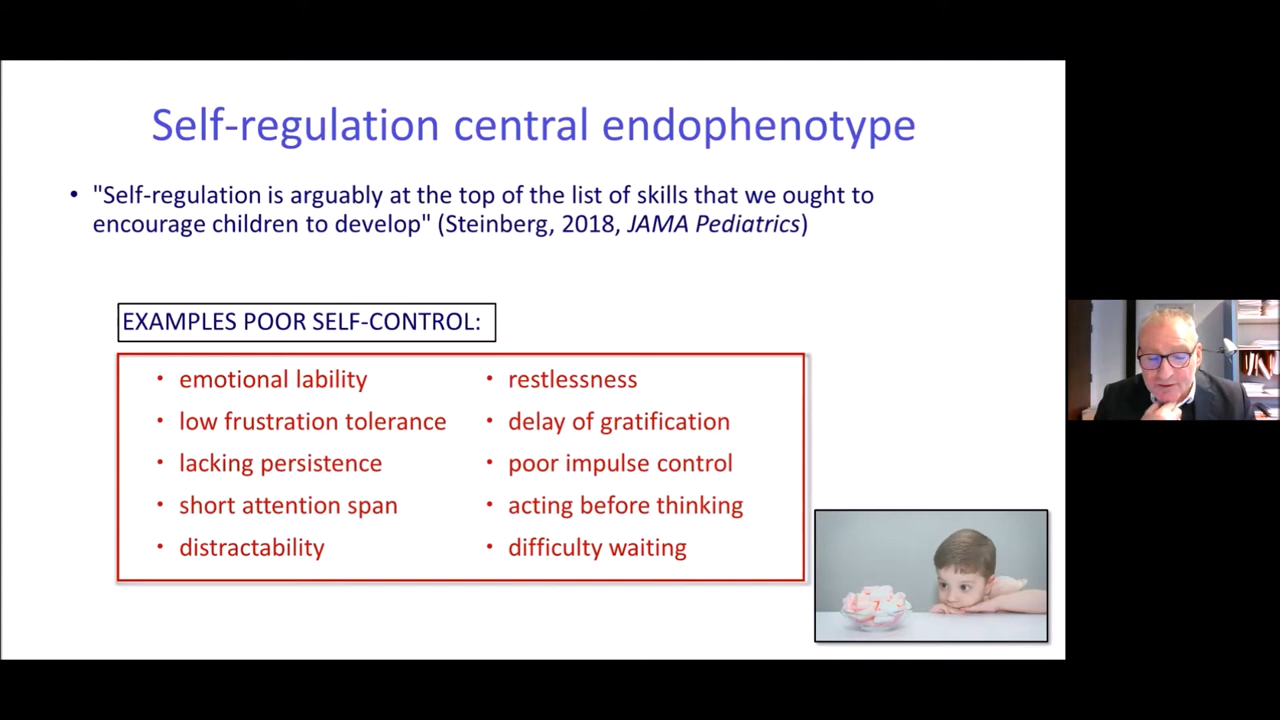 Self-regulation central endophenotype
• "Self-regulation is arguably at the top of the list of skills that we ought to
encourage children to develop" (Steinberg, 2018, JAMA Pediatrics)
EXAMPLES POOR SELF-CONTROL:
• emotional lability
• low frustration tolerance
• lacking persistence
• short attention span
• distractability
• restlessness
• delay of gratification
• poor impulse control
• acting before thinking
• difficulty waiting